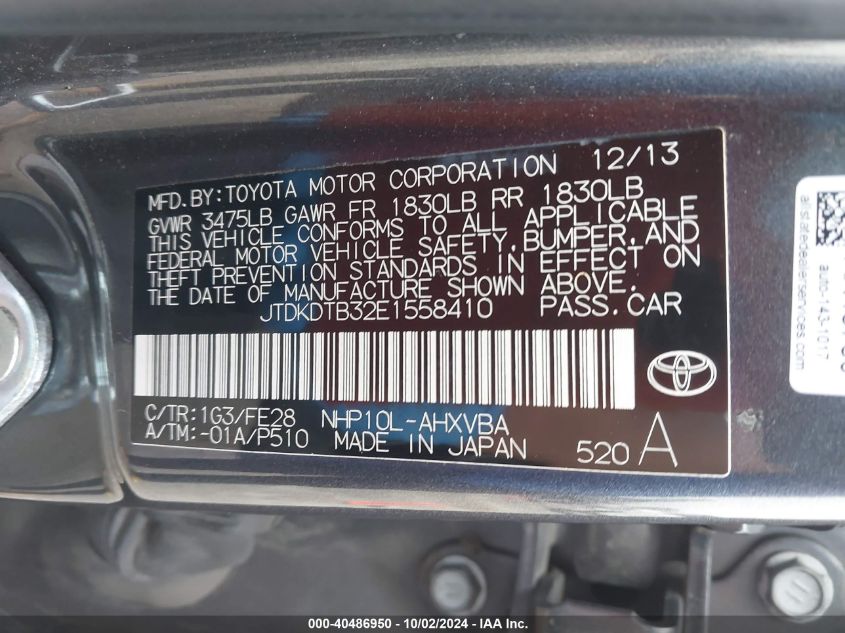 MFD. BY: TOYOTA MOTOR CORPORATION 12/13
GVWR 3475LB GAWR FR 1830LB RR 1830LB
THIS VEHICLE CONFORMS TO ALL APPLICABLE
FEDERAL MOTOR VEHICLE SAFETY, BUMPER, AND
THEFT PREVENTION STANDARDS IN EFFECT ON
THE DATE OF MANUFACTURE SHOWN ABOVE.
JTDKDTB32E1558410 PASS. CAR
C/TR: 1G3/FE28 NHP10L-AHXVBA
A/TM: -01A/P510 MADE IN JAPAN 520 A
auto-143-1017
000-40486950 - 10/02/2024 - IAA Inc.